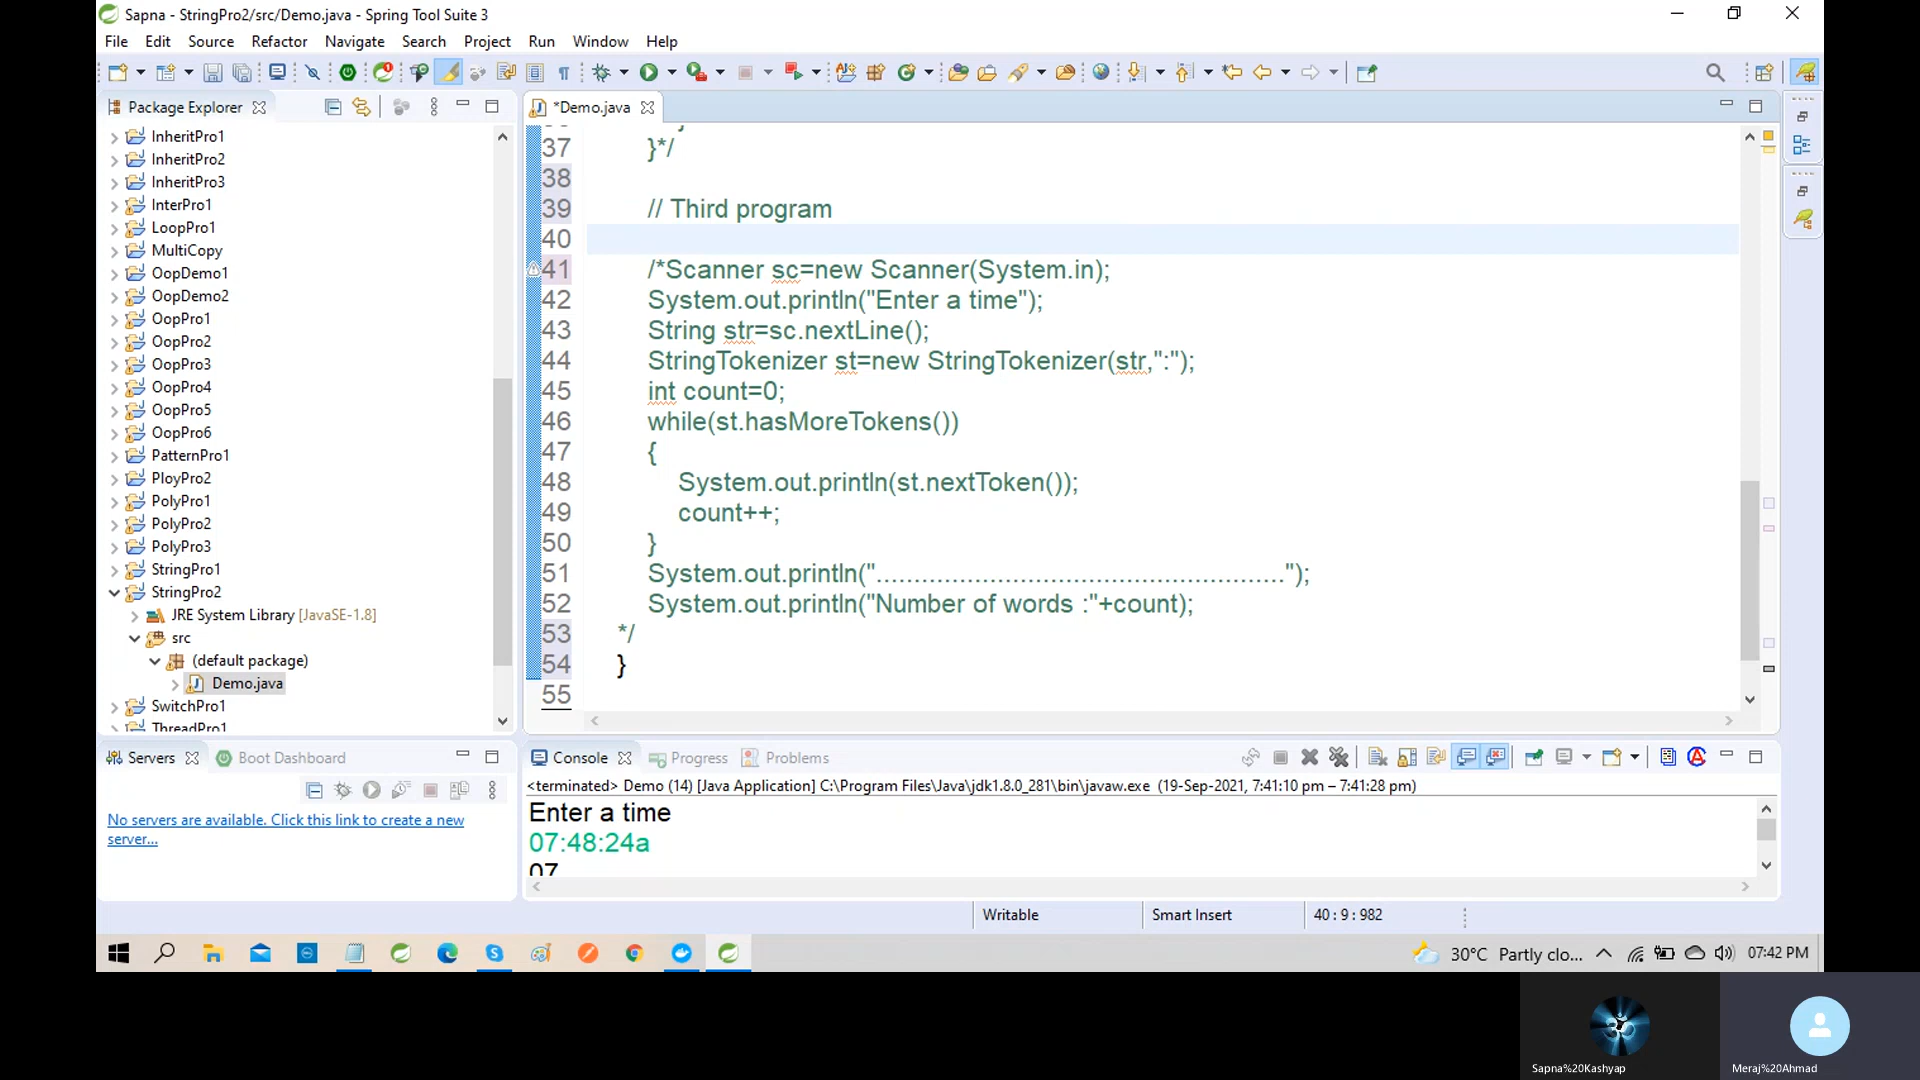 Sapna - StringPro2/src/Demo.java - Spring Tool Suite 3
File Edit Source Refactor Navigate Search Project Run Window Help
Package Explorer
*Demo.java
InheritPro1
InheritPro2
InheritPro3
InterPro1
LoopPro1
MultiCopy
OopDemo1
OopDemo2
OopPro1
OopPro2
OopPro3
OopPro4
OopPro5
OopPro6
PatternPro1
PloyPro2
PolyPro1
PolyPro2
PolyPro3
StringPro1
StringPro2
JRE System Library [JavaSE-1.8]
src
(default package)
Demo.java
SwitchPro1
ThreadPro1
37 }*/
38
39 // Third program
40
41 /*Scanner sc=new Scanner(System.in);
42 System.out.println("Enter a time");
43 String str=sc.nextLine();
44 StringTokenizer st=new StringTokenizer(str,":");
45 int count=0;
46 while(st.hasMoreTokens())
47 {
48 System.out.println(st.nextToken());
49 count++;
50 }
51 System.out.println("......................................................");
52 System.out.println("Number of words :"+count);
53 */
54 }
55
Servers Boot Dashboard
No servers are available. Click this link to create a new
server...
Console Progress Problems
<terminated> Demo (14) [Java Application] C:\Program Files\Java\jdk1.8.0_281\bin\javaw.exe (19-Sep-2021, 7:41:10 pm – 7:41:28 pm)
Enter a time
07:48:24a
07
Writable Smart Insert 40 : 9 : 982
30°C Partly clo... 07:42 PM
Sapna%20Kashyap
Meraj%20Ahmad